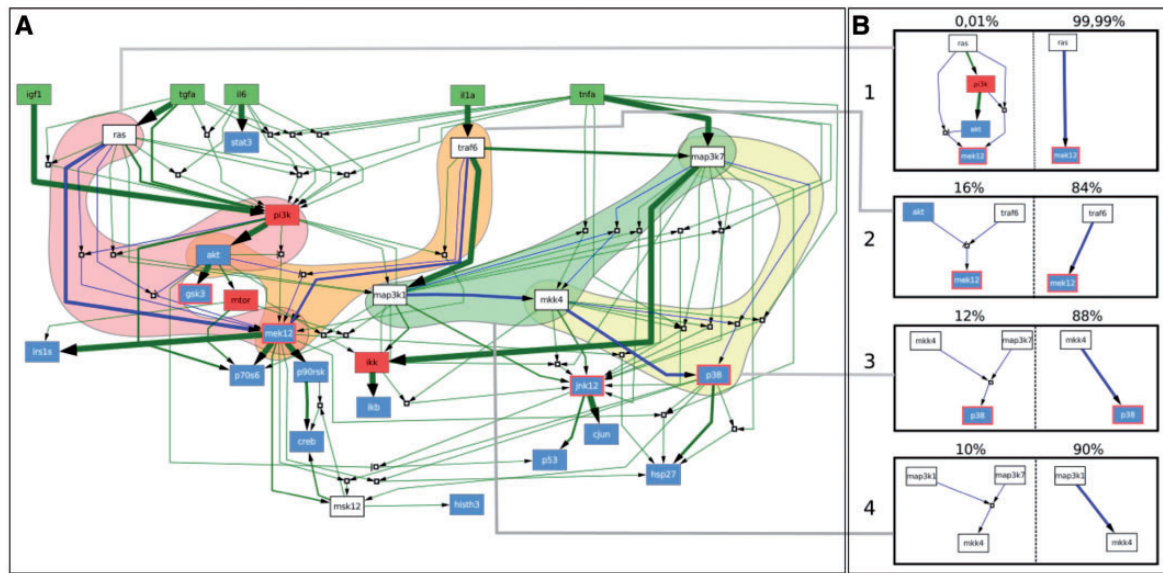 A
igf1 tgfa il6 il1a tnfa
ras stat3 traf6 map3k7
pi3k
akt
gsk3 mtor map3k1 mkk4
mek12
irs1s p70s6 p90rsk ikk jnk12 p38
ikb
creb p53 cjun
hsp27
msk12 histh3
B
0,01% 99,99%
1
ras ras
pi3k
akt
mek12 mek12
16% 84%
2
akt traf6 traf6
mek12 mek12
12% 88%
3
mkk4 map3k7 mkk4
p38 p38
10% 90%
4
map3k1 map3k7 map3k1
mkk4 mkk4